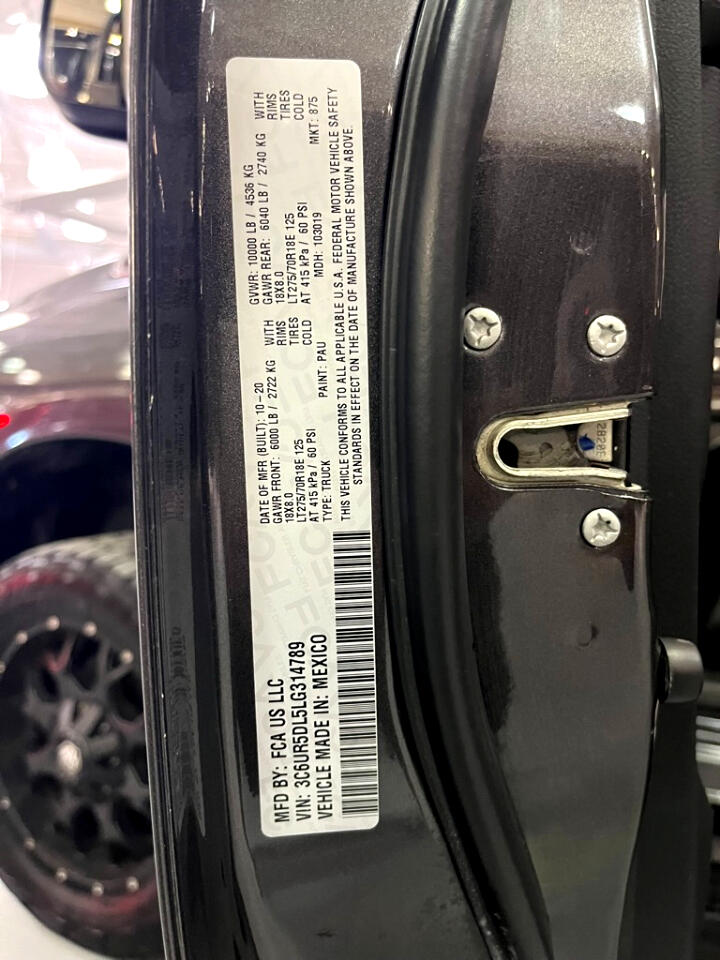 MFD BY: FCA US LLC
VIN: 3C6UR5DL5LG314789
VEHICLE MADE IN: MEXICO
DATE OF MFR (BUILT): 10-20
GVWR: 10000 LB / 4536 KG
GAWR FRONT: 6000 LB / 2722 KG WITH
18X8.0 RIMS
LT275/70R18E 125 TIRES
AT 415 kPa / 60 PSI COLD
GAWR REAR: 6040 LB / 2740 KG WITH
18X8.0 RIMS
LT275/70R18E 125 TIRES
AT 415 kPa / 60 PSI COLD
TYPE: TRUCK PAINT: PAU MDH: 103019 MKT: 875
THIS VEHICLE CONFORMS TO ALL APPLICABLE U.S.A. FEDERAL MOTOR VEHICLE SAFETY
STANDARDS IN EFFECT ON THE DATE OF MANUFACTURE SHOWN ABOVE.